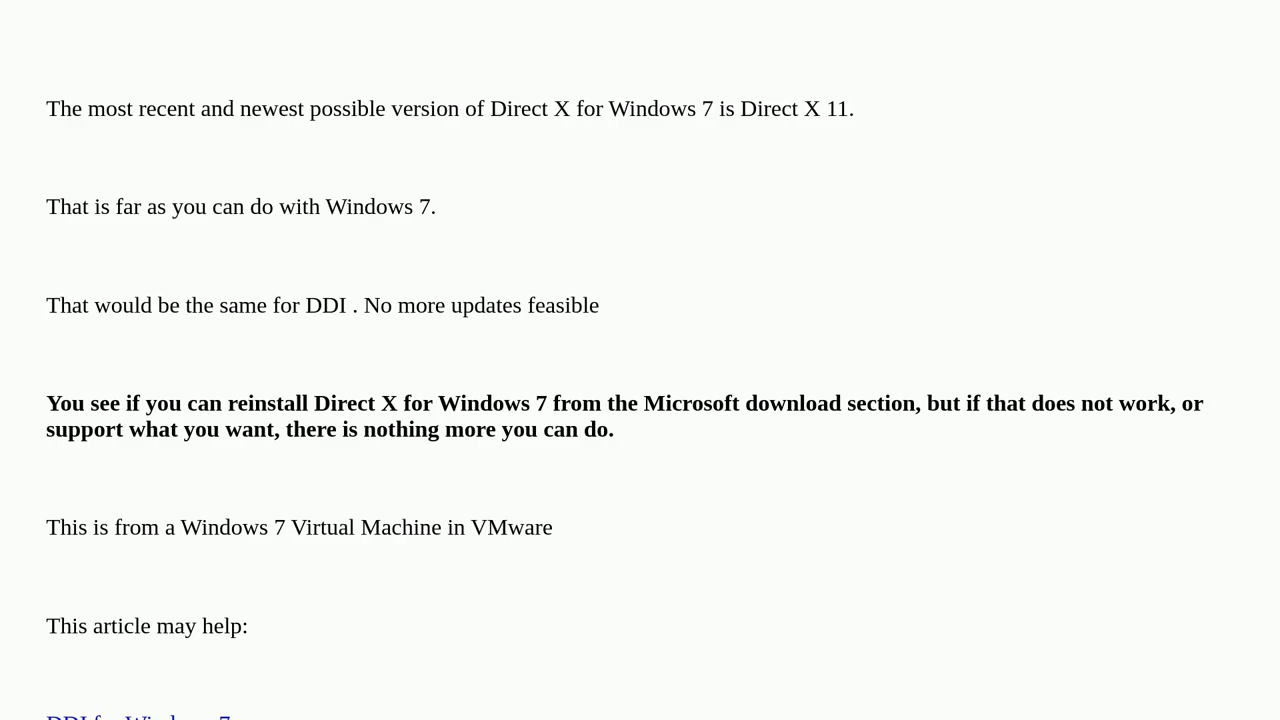 The most recent and newest possible version of Direct X for Windows 7 is Direct X 11.
That is far as you can do with Windows 7.
That would be the same for DDI . No more updates feasible
You see if you can reinstall Direct X for Windows 7 from the Microsoft download section, but if that does not work, or
support what you want, there is nothing more you can do.
This is from a Windows 7 Virtual Machine in VMware
This article may help:
DDI for Windows 7